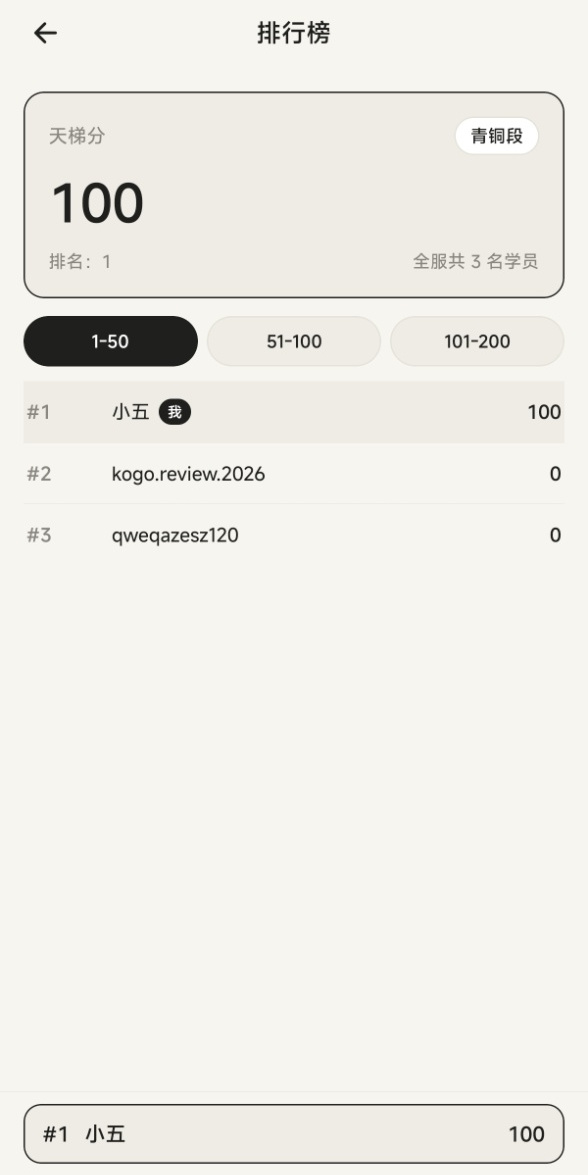 排行榜
天梯分 青铜段
100
排名：1 全服共 3 名学员
1-50 51-100 101-200
#1 小五 我 100
#2 kogo.review.2026 0
#3 qweqazesz120 0
#1 小五 100